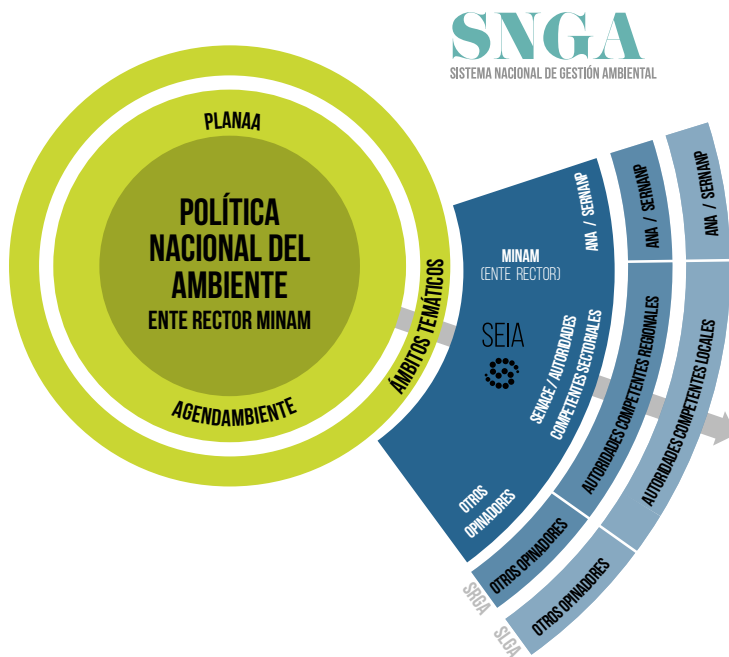 SNGA
SISTEMA NACIONAL DE GESTIÓN AMBIENTAL
PLANAA
POLÍTICA
NACIONAL DEL
AMBIENTE
ENTE RECTOR MINAM
AGENDAMBIENTE
ÁMBITOS TEMÁTICOS
MINAM
(ENTE RECTOR)
SEIA
ANA / SERNANP
SENACE / AUTORIDADES
COMPETENTES SECTORIALES
OTROS
OPINADORES
ANA / SERNANP
AUTORIDADES COMPETENTES REGIONALES
OTROS OPINADORES
SRGA
ANA / SERNANP
AUTORIDADES COMPETENTES LOCALES
OTROS OPINADORES
SLGA